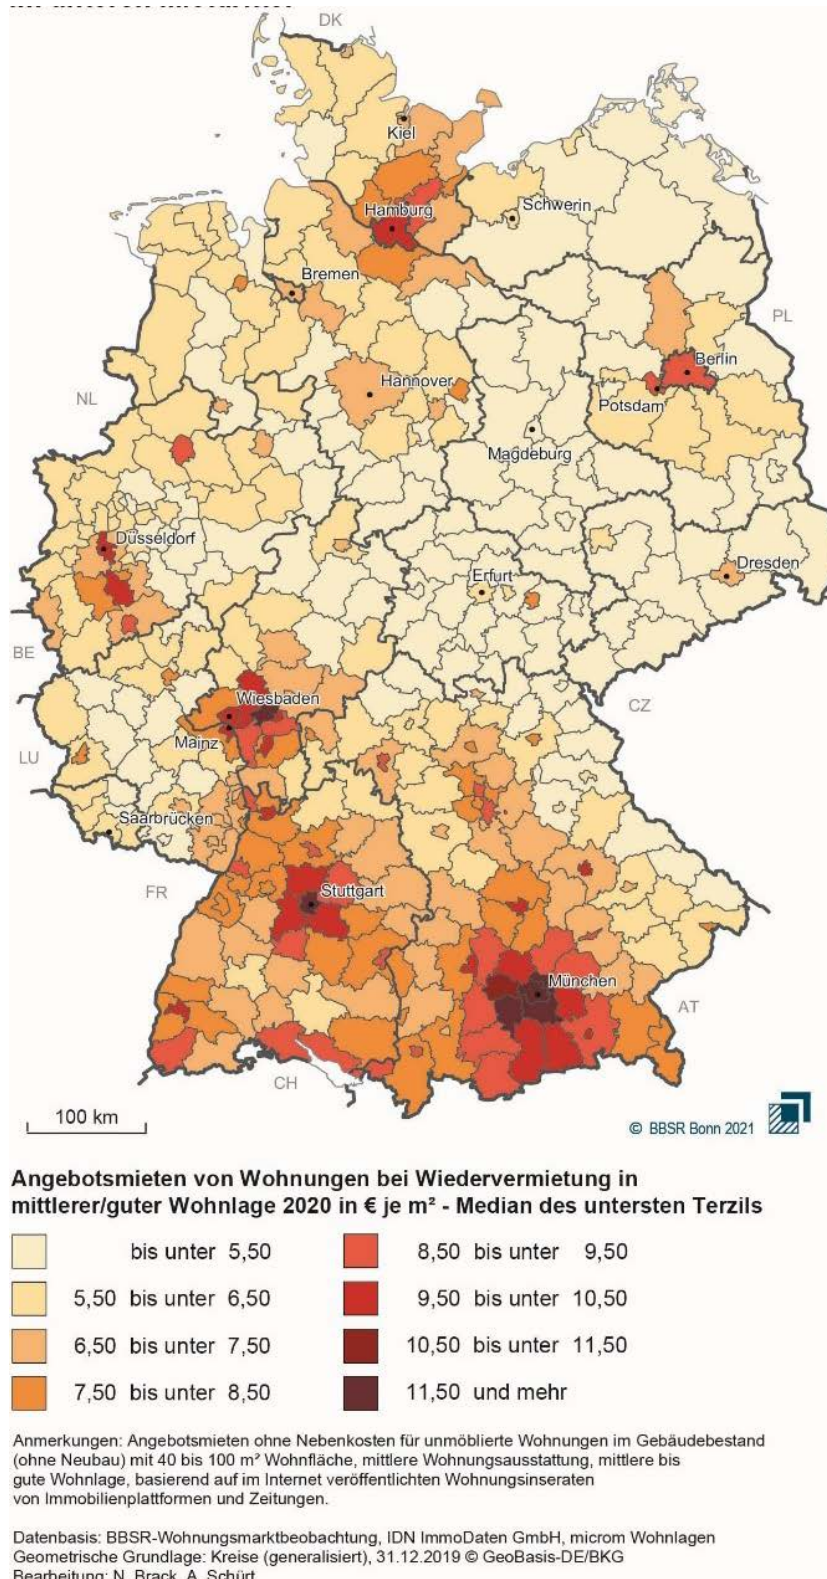 DK
Kiel
Hamburg
Schwerin
Bremen
PL
Berlin
Hannover
NL
Potsdam
Magdeburg
Düsseldorf
Erfurt
Dresden
BE
Wiesbaden
CZ
Mainz
LU
Saarbrücken
FR
Stuttgart
München
AT
CH
100 km
© BBSR Bonn 2021
Angebotsmieten von Wohnungen bei Wiedervermietung in
mittlerer/guter Wohnlage 2020 in € je m² - Median des untersten Terzils
bis unter 5,50
5,50 bis unter 6,50
6,50 bis unter 7,50
7,50 bis unter 8,50
8,50 bis unter 9,50
9,50 bis unter 10,50
10,50 bis unter 11,50
11,50 und mehr
Anmerkungen: Angebotsmieten ohne Nebenkosten für unmöblierte Wohnungen im Gebäudebestand
(ohne Neubau) mit 40 bis 100 m² Wohnfläche, mittlere Wohnungsausstattung, mittlere bis
gute Wohnlage, basierend auf im Internet veröffentlichten Wohnungsinseraten
von Immobilienplattformen und Zeitungen.
Datenbasis: BBSR-Wohnungsmarktbeobachtung, IDN ImmoDaten GmbH, microm Wohnlagen
Geometrische Grundlage: Kreise (generalisiert), 31.12.2019 © GeoBasis-DE/BKG
Bearbeitung: N. Brack, A. Schürt